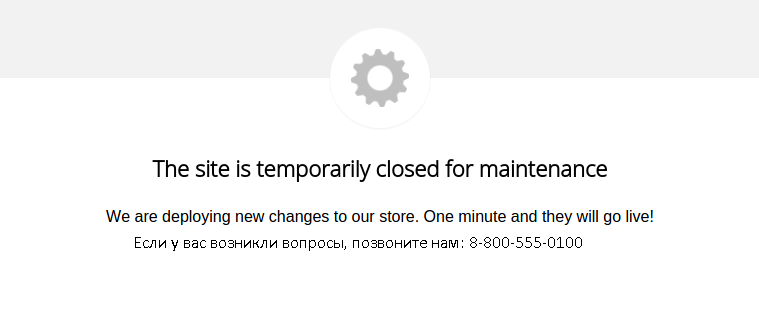 The site is temporarily closed for maintenance
We are deploying new changes to our store. One minute and they will go live!
Если у вас возникли вопросы, позвоните нам: 8-800-555-0100